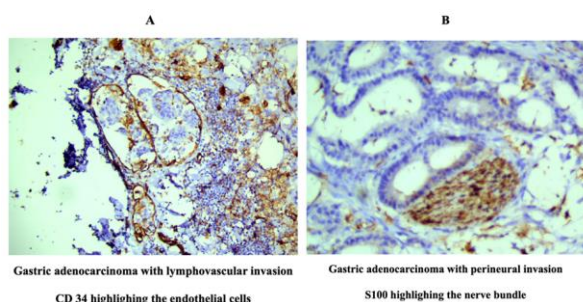 A
B
Gastric adenocarcinoma with lymphovascular invasion
CD 34 highlighing the endothelial cells
Gastric adenocarcinoma with perineural invasion
S100 highlighing the nerve bundle